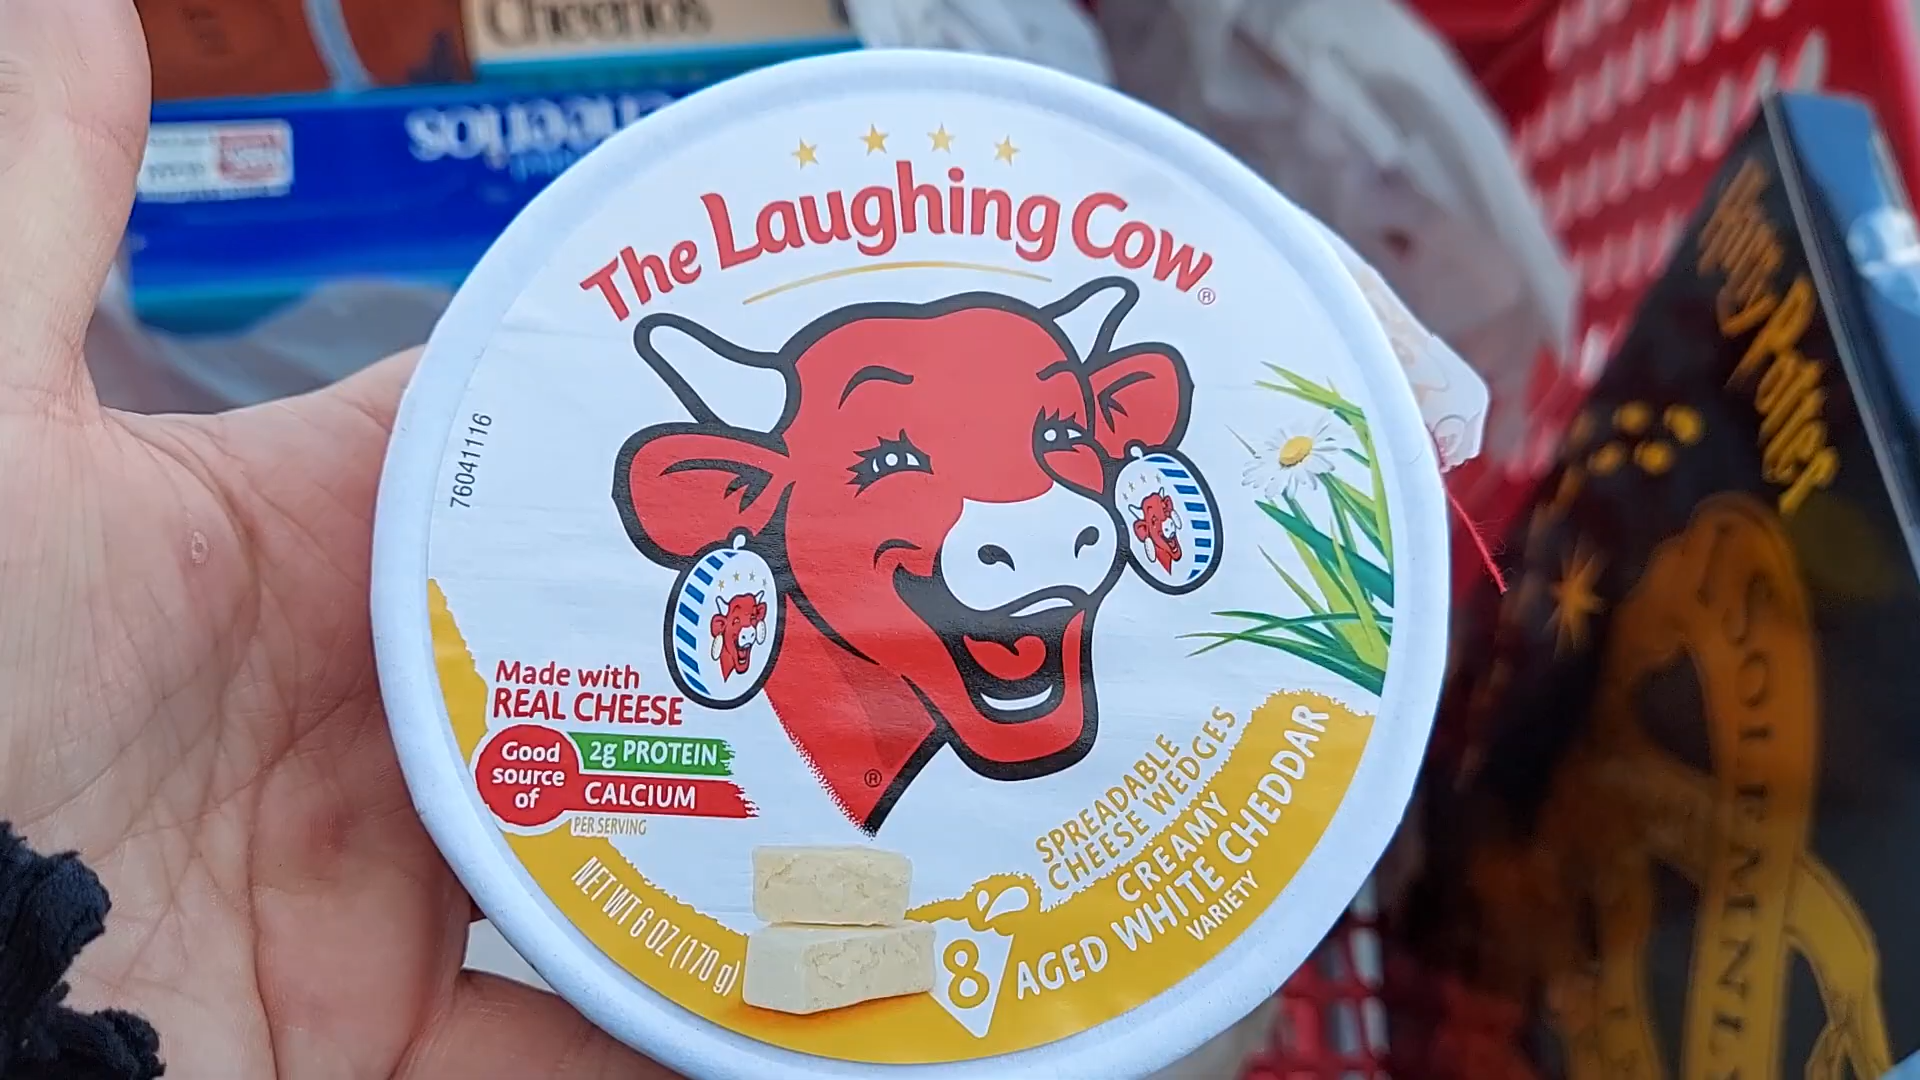 Cheerios
Cheerios
The Laughing Cow®
76041116
Made with
REAL CHEESE
Good
source
of
2g PROTEIN
CALCIUM
PER SERVING
®
NET WT 6 OZ (170 g)
8
SPREADABLE
CHEESE WEDGES
CREAMY
AGED WHITE CHEDDAR
VARIETY
Harry Potter